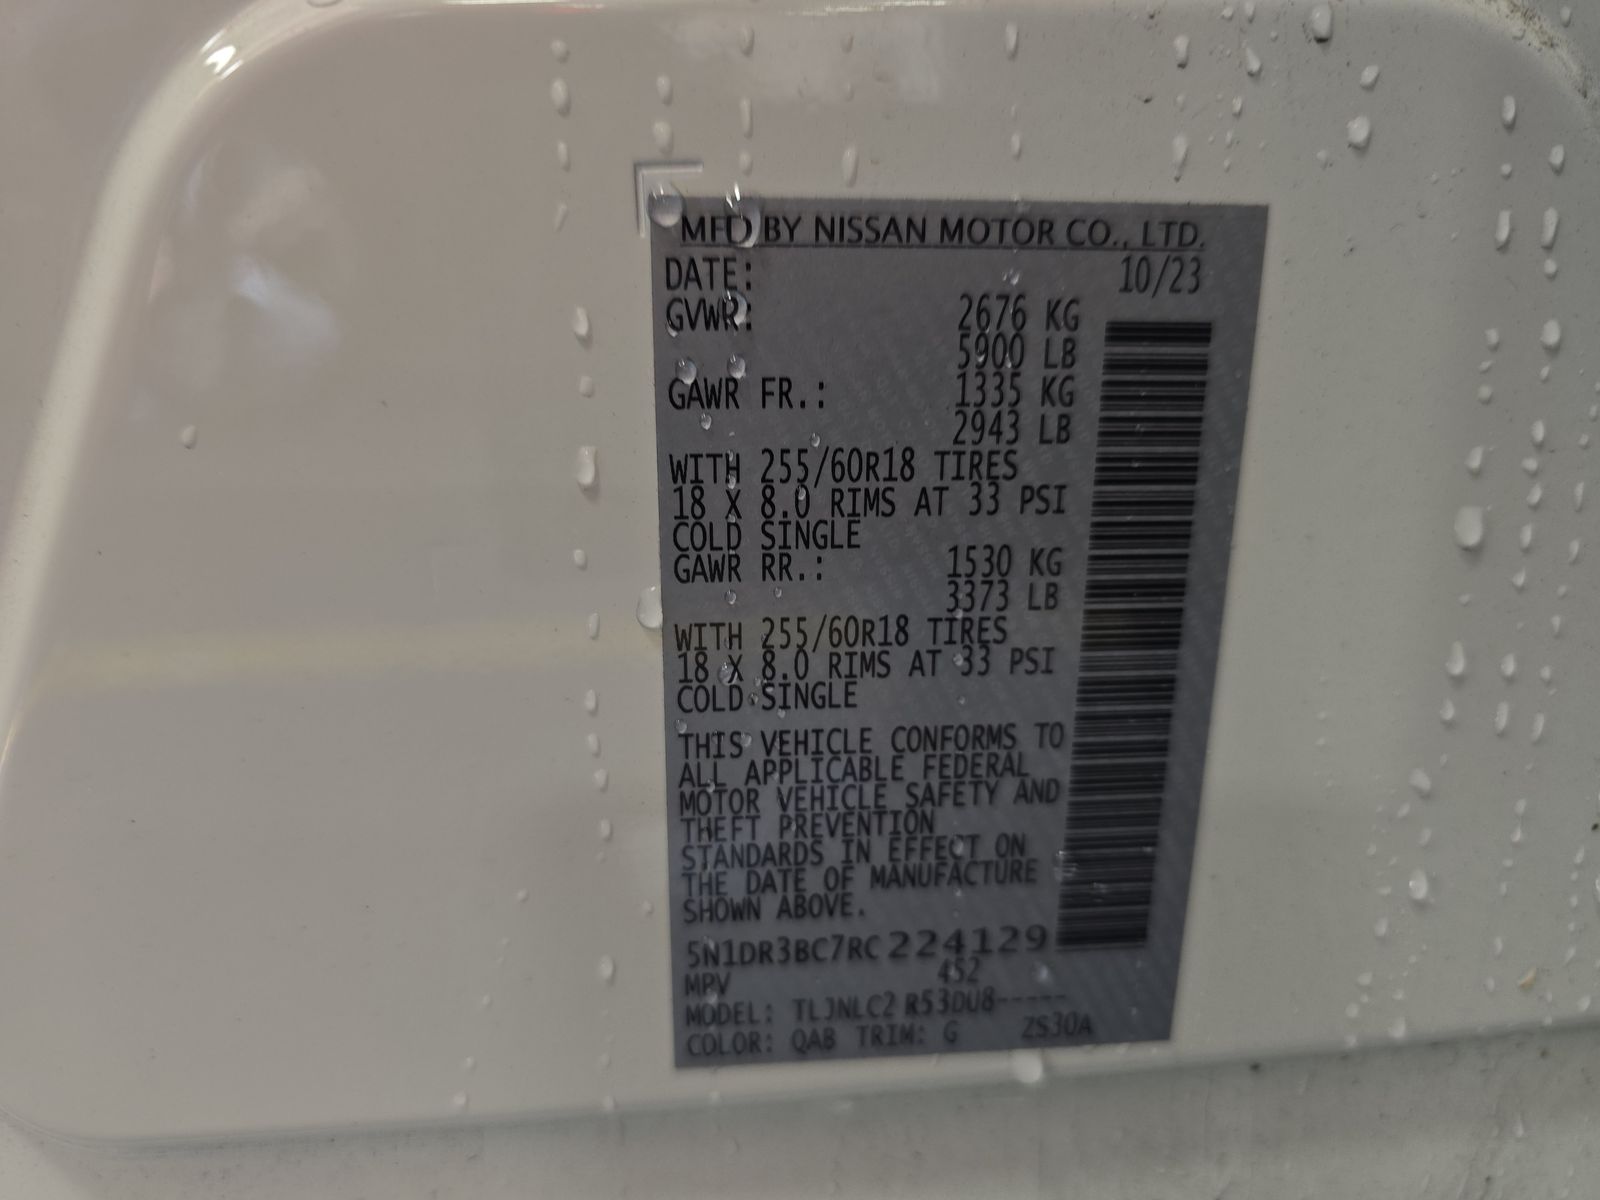 MFD BY NISSAN MOTOR CO., LTD.
DATE: 10/23
GVWR: 2676 KG
5900 LB
GAWR FR.: 1335 KG
2943 LB
WITH 255/60R18 TIRES
18 X 8.0 RIMS AT 33 PSI
COLD SINGLE
GAWR RR.: 1530 KG
3373 LB
WITH 255/60R18 TIRES
18 X 8.0 RIMS AT 33 PSI
COLD SINGLE
THIS VEHICLE CONFORMS TO
ALL APPLICABLE FEDERAL
MOTOR VEHICLE SAFETY AND
THEFT PREVENTION
STANDARDS IN EFFECT ON
THE DATE OF MANUFACTURE
SHOWN ABOVE.
5N1DR3BC7RC224129
MPV 452
MODEL: TLJNLC2 R53DU8-----
COLOR: QAB TRIM: G ZS30A